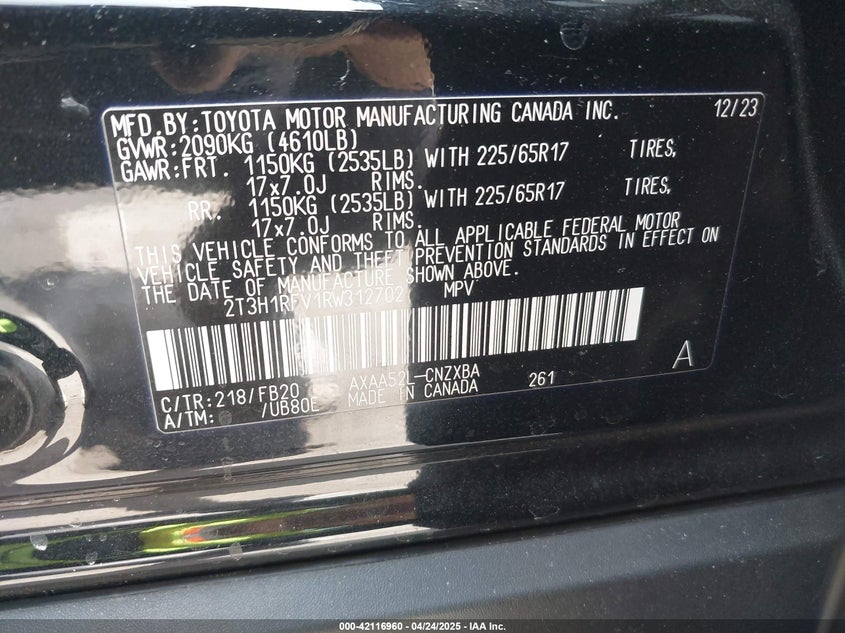 MFD.BY:TOYOTA MOTOR MANUFACTURING CANADA INC. 12/23
GVWR:2090KG (4610LB)
GAWR:FRT. 1150KG (2535LB) WITH 225/65R17 TIRES,
17x7.0J RIMS.
RR. 1150KG (2535LB) WITH 225/65R17 TIRES,
17x7.0J RIMS.
THIS VEHICLE CONFORMS TO ALL APPLICABLE FEDERAL MOTOR
VEHICLE SAFETY AND THEFT PREVENTION STANDARDS IN EFFECT ON
THE DATE OF MANUFACTURE SHOWN ABOVE.
2T3H1RFV1RW312702 MPV
C/TR:218/FB20 AXAA52L-CNZXBA 261 A
A/TM: /UB80E MADE IN CANADA
000-42116960 - 04/24/2025 - IAA Inc.